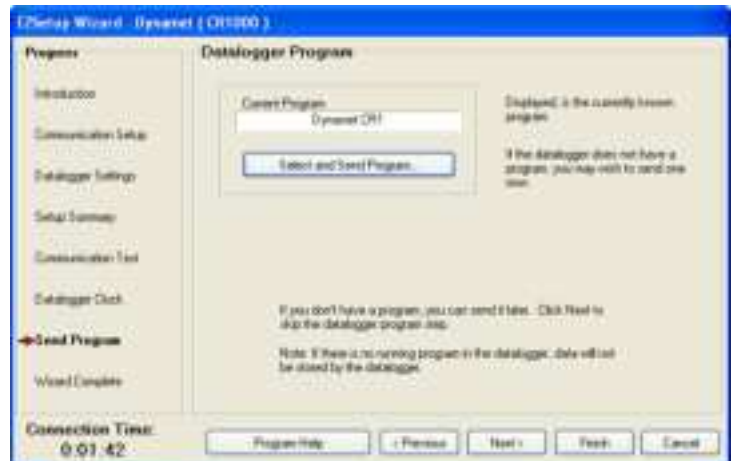 EZSetup Wizard - Dynamet ( CR1000 )
Progress
Datalogger Program
Introduction
Communication Setup
Datalogger Settings
Setup Summary
Communication Test
Datalogger Clock
Send Program
Wizard Complete
Current Program
Dynamet.CR1
Select and Send Program...
Displayed, is the currently known
program.
If the datalogger does not have a
program, you may wish to send one
now.
If you don't have a program, you can send it later. Click Next to
skip the datalogger program step.
Note: If there is no running program in the datalogger, data will not
be stored by the datalogger.
Connection Time:
0:01:42
Program Help
< Previous
Next >
Finish
Cancel